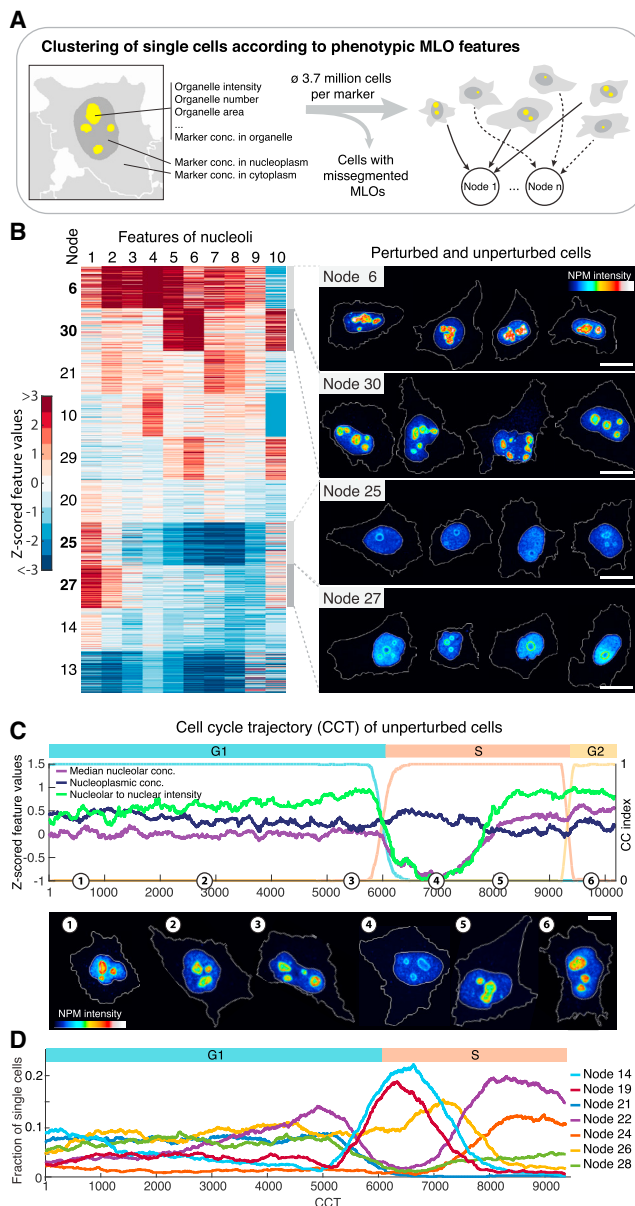 A
Clustering of single cells according to phenotypic MLO features
Organelle intensity
Organelle number
Organelle area
...
Marker conc. in organelle
Marker conc. in nucleoplasm
Marker conc. in cytoplasm
ø 3.7 million cells
per marker
Cells with
missegmented
MLOs
Node 1
...
Node n
B
Node
Features of nucleoli
1 2 3 4 5 6 7 8 9 10
6
30
21
10
29
20
25
27
14
13
Z-scored feature values
>3
2
1
0
-1
-2
<-3
Perturbed and unperturbed cells
Node 6
NPM intensity
Node 30
Node 25
Node 27
C
Cell cycle trajectory (CCT) of unperturbed cells
G1 S G2
Z-scored feature values
1.5
1
0.5
0
-0.5
-1
Median nucleolar conc.
Nucleoplasmic conc.
Nucleolar to nuclear intensity
1
0
CC index
1 2 3 4 5 6
1 1000 2000 3000 4000 5000 6000 7000 8000 9000 10000
1 2 3 4 5 6
NPM intensity
D
G1 S
Fraction of single cells
0.2
0.1
0
1 1000 2000 3000 4000 5000 6000 7000 8000 9000
CCT
Node 14
Node 19
Node 21
Node 22
Node 24
Node 26
Node 28